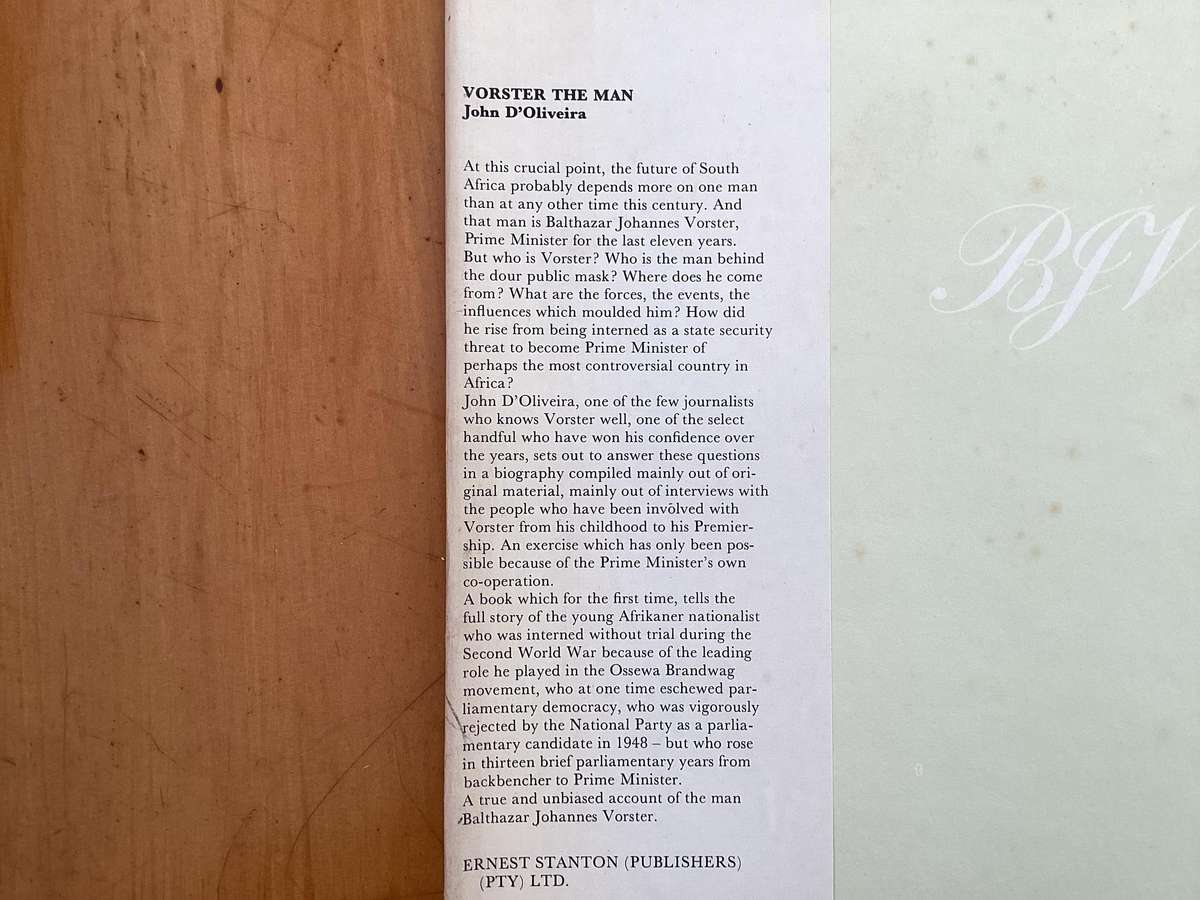 VORSTER THE MAN
John D'Oliveira
At this crucial point, the future of South
Africa probably depends more on one man
than at any other time this century. And
that man is Balthazar Johannes Vorster,
Prime Minister for the last eleven years.
But who is Vorster? Who is the man behind
the dour public mask? Where does he come
from? What are the forces, the events, the
influences which moulded him? How did
he rise from being interned as a state security
threat to become Prime Minister of
perhaps the most controversial country in
Africa?
John D'Oliveira, one of the few journalists
who knows Vorster well, one of the select
handful who have won his confidence over
the years, sets out to answer these questions
in a biography compiled mainly out of ori-
ginal material, mainly out of interviews with
the people who have been involved with
Vorster from his childhood to his Premier-
ship. An exercise which has only been pos-
sible because of the Prime Minister's own
co-operation.
A book which for the first time, tells the
full story of the young Afrikaner nationalist
who was interned without trial during the
Second World War because of the leading
role he played in the Ossewa Brandwag
movement, who at one time eschewed par-
liamentary democracy, who was vigorously
rejected by the National Party as a parlia-
mentary candidate in 1948 – but who rose
in thirteen brief parliamentary years from
backbencher to Prime Minister.
A true and unbiased account of the man
Balthazar Johannes Vorster.
ERNEST STANTON (PUBLISHERS)
(PTY) LTD.
BJV